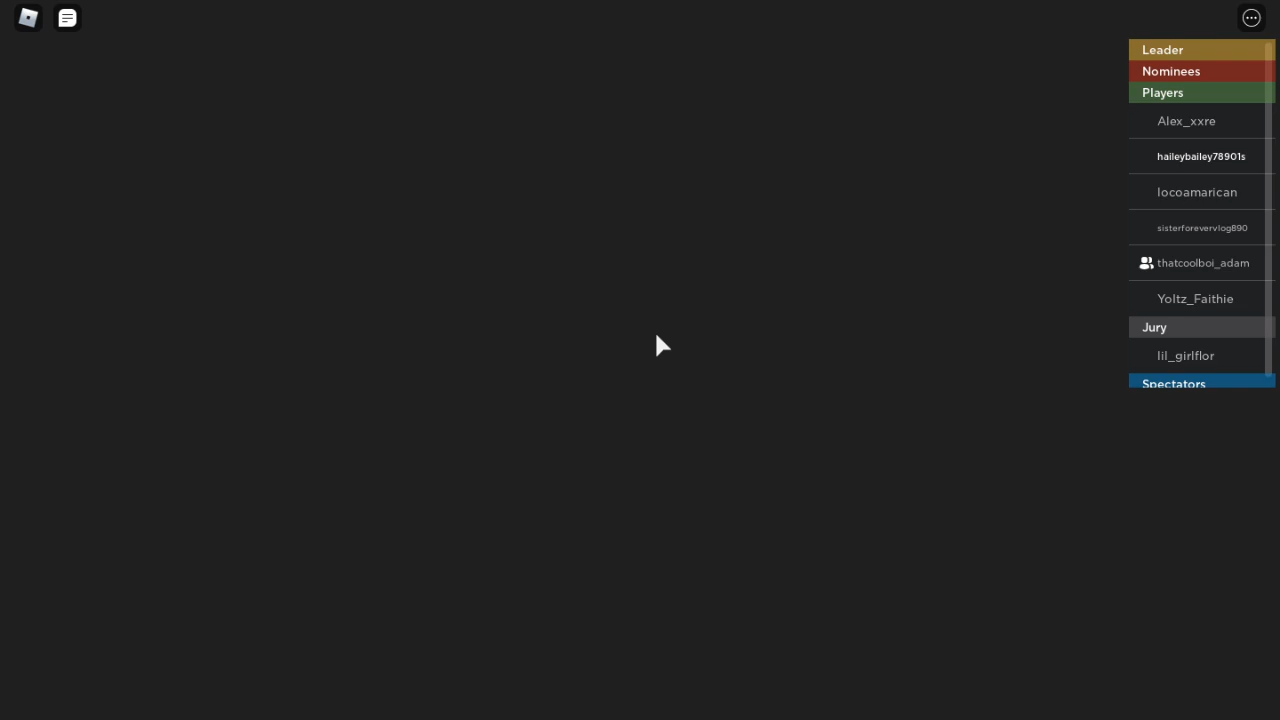 Leader
Nominees
Players
Alex_xxre
haileybailey78901s
locoamarican
sisterforevervlog890
thatcoolboi_adam
Yoltz_Faithie
Jury
lil_girlflor
Spectators